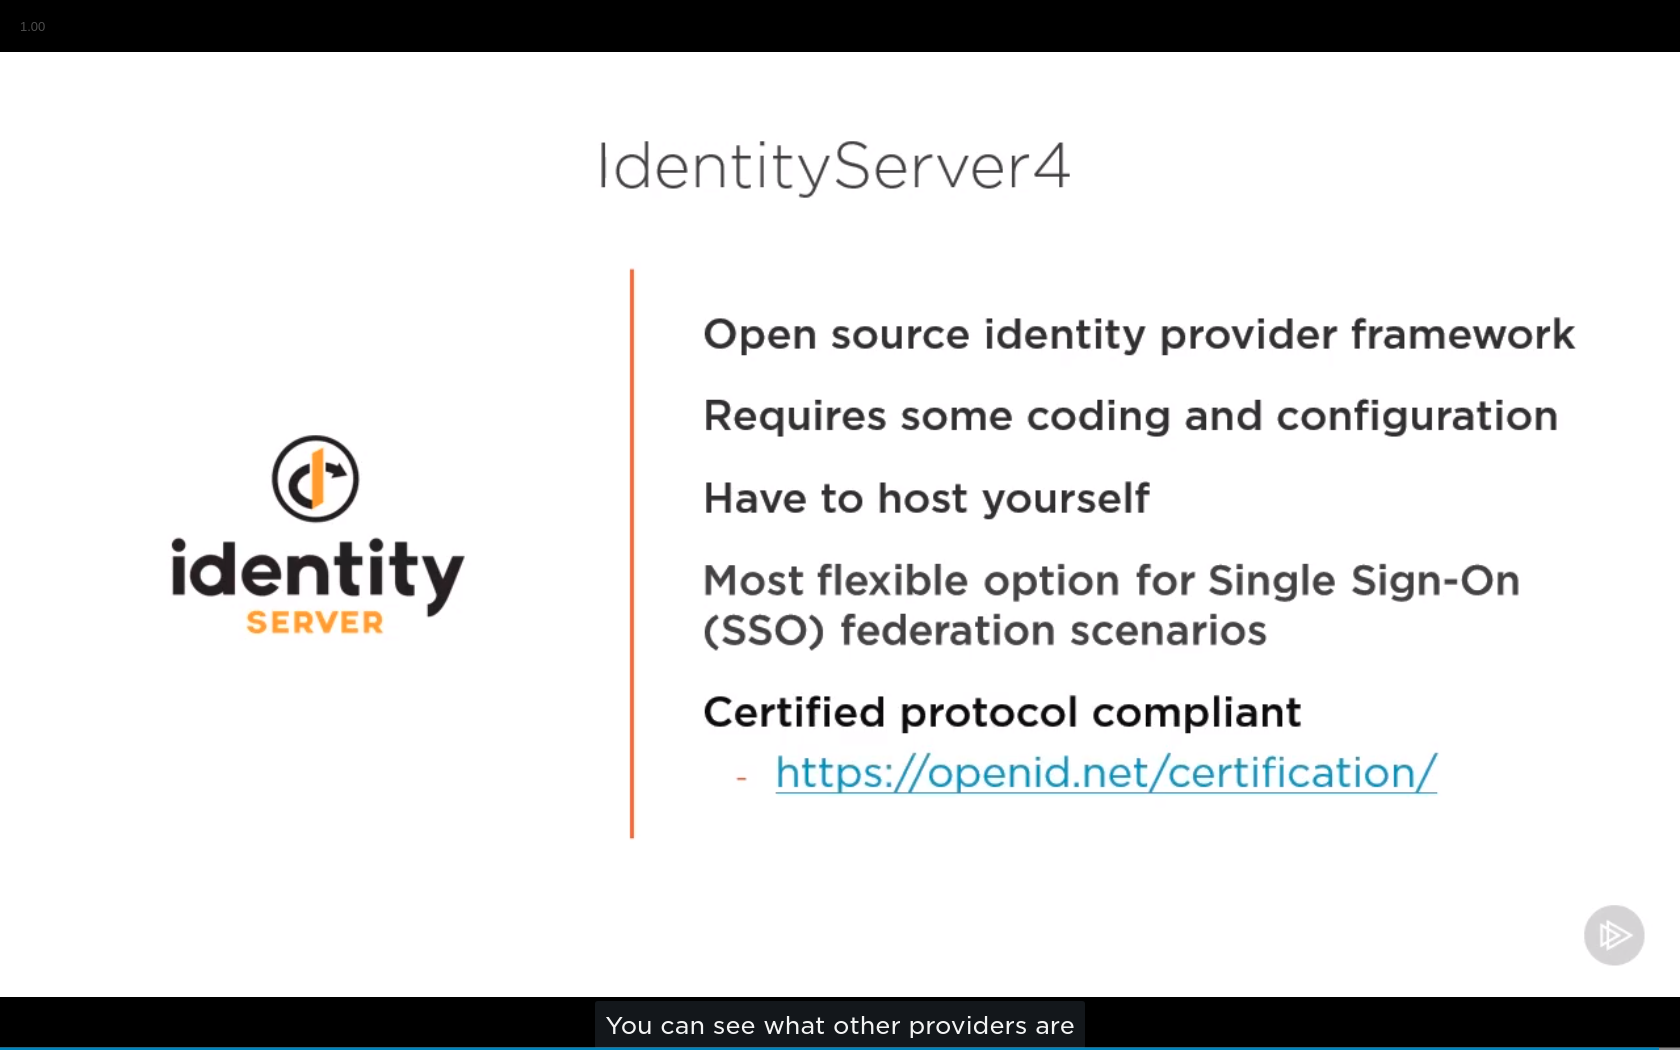 1.00
IdentityServer4
Open source identity provider framework
Requires some coding and configuration
Have to host yourself
identity
SERVER
Most flexible option for Single Sign-On
(SSO) federation scenarios
Certified protocol compliant
- https://openid.net/certification/
You can see what other providers are